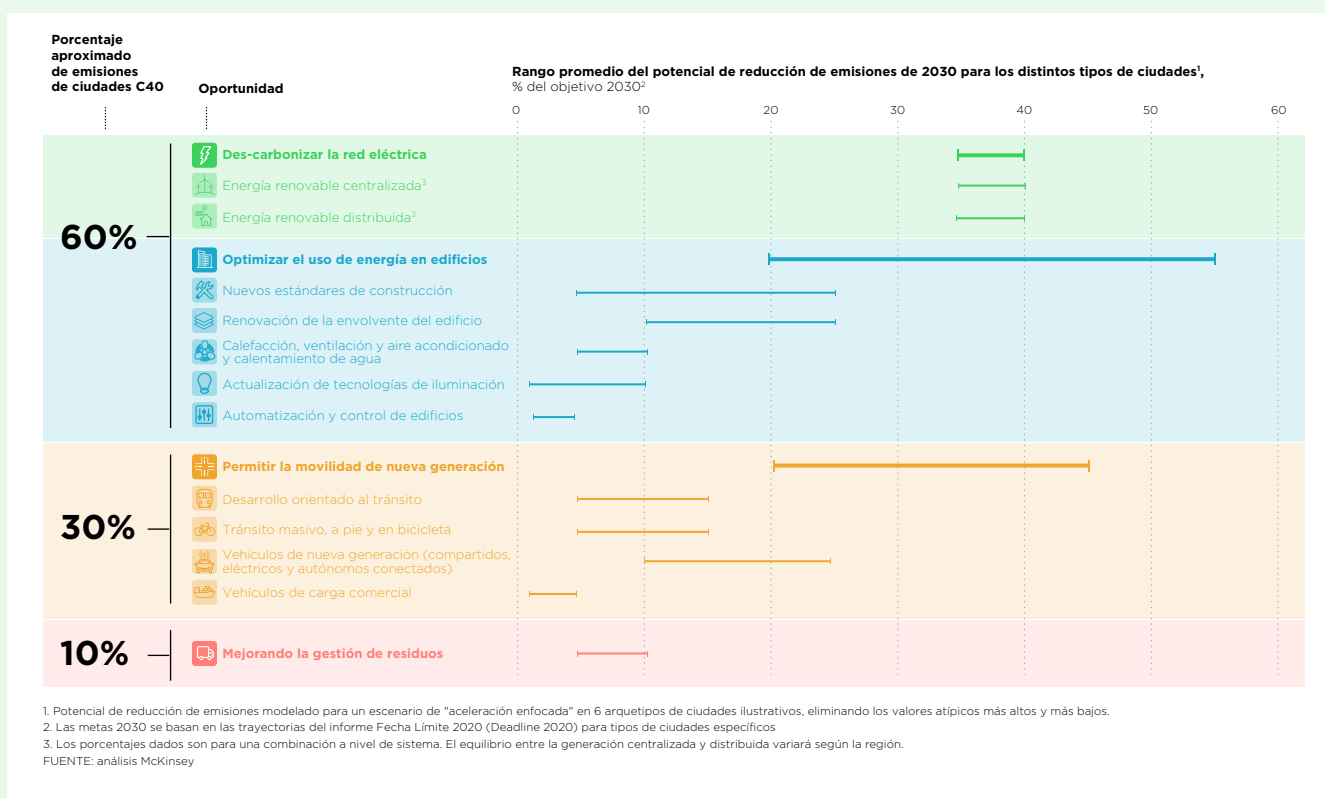 Porcentaje
aproximado
de emisiones
de ciudades C40
Oportunidad
Rango promedio del potencial de reducción de emisiones de 2030 para los distintos tipos de ciudades¹,
% del objetivo 2030²
0 10 20 30 40 50 60
60%
Des-carbonizar la red eléctrica
Energía renovable centralizada³
Energía renovable distribuida³
Optimizar el uso de energía en edificios
Nuevos estándares de construcción
Renovación de la envolvente del edificio
Calefacción, ventilación y aire acondicionado
y calentamiento de agua
Actualización de tecnologías de iluminación
Automatización y control de edificios
30%
Permitir la movilidad de nueva generación
Desarrollo orientado al tránsito
Tránsito masivo, a pie y en bicicleta
Vehículos de nueva generación (compartidos,
eléctricos y autónomos conectados)
Vehículos de carga comercial
10%
Mejorando la gestión de residuos
1. Potencial de reducción de emisiones modelado para un escenario de "aceleración enfocada" en 6 arquetipos de ciudades ilustrativos, eliminando los valores atípicos más altos y más bajos.
2. Las metas 2030 se basan en las trayectorias del informe Fecha Límite 2020 (Deadline 2020) para tipos de ciudades específicos
3. Los porcentajes dados son para una combinación a nivel de sistema. El equilibrio entre la generación centralizada y distribuida variará según la región.
FUENTE: análisis McKinsey